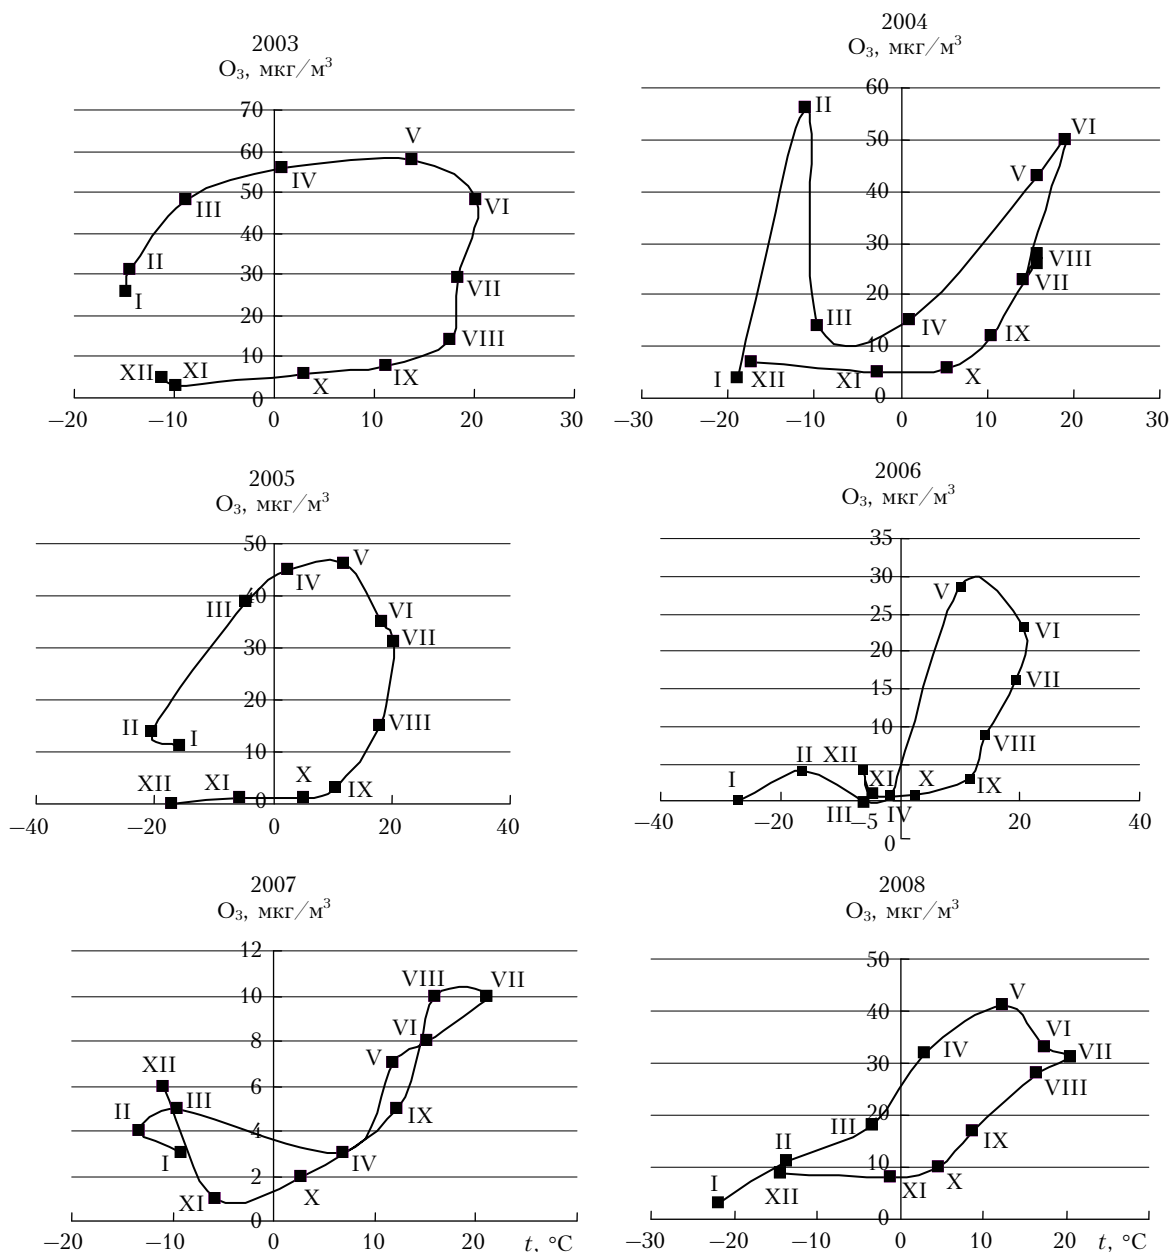 2003
O₃, мкг/м³
70
60
50
40
30
20
10
0
−20
−10
0
10
20
30
I
II
III
IV
V
VI
VII
VIII
IX
X
XI
XII
2004
O₃, мкг/м³
60
50
40
30
20
10
0
−30
−20
−10
0
10
20
30
I
II
III
IV
V
VI
VIII
VII
IX
X
XI
XII
2005
O₃, мкг/м³
50
40
30
20
10
0
−40
−20
0
20
40
I
II
III
IV
V
VI
VII
VIII
IX
X
XI
XII
2006
O₃, мкг/м³
35
30
25
20
15
10
5
−5
0
−40
−20
20
40
I
II
III
IV
V
VI
VII
VIII
IX
X
XI
XII
2007
O₃, мкг/м³
12
10
8
6
4
2
0
−20
−10
0
10
20
t, °C
I
II
III
IV
V
VI
VII
VIII
IX
X
XI
XII
2008
O₃, мкг/м³
50
40
30
20
10
0
−30
−20
−10
0
10
20
t, °C
I
II
III
IV
V
VI
VII
VIII
IX
X
XI
XII